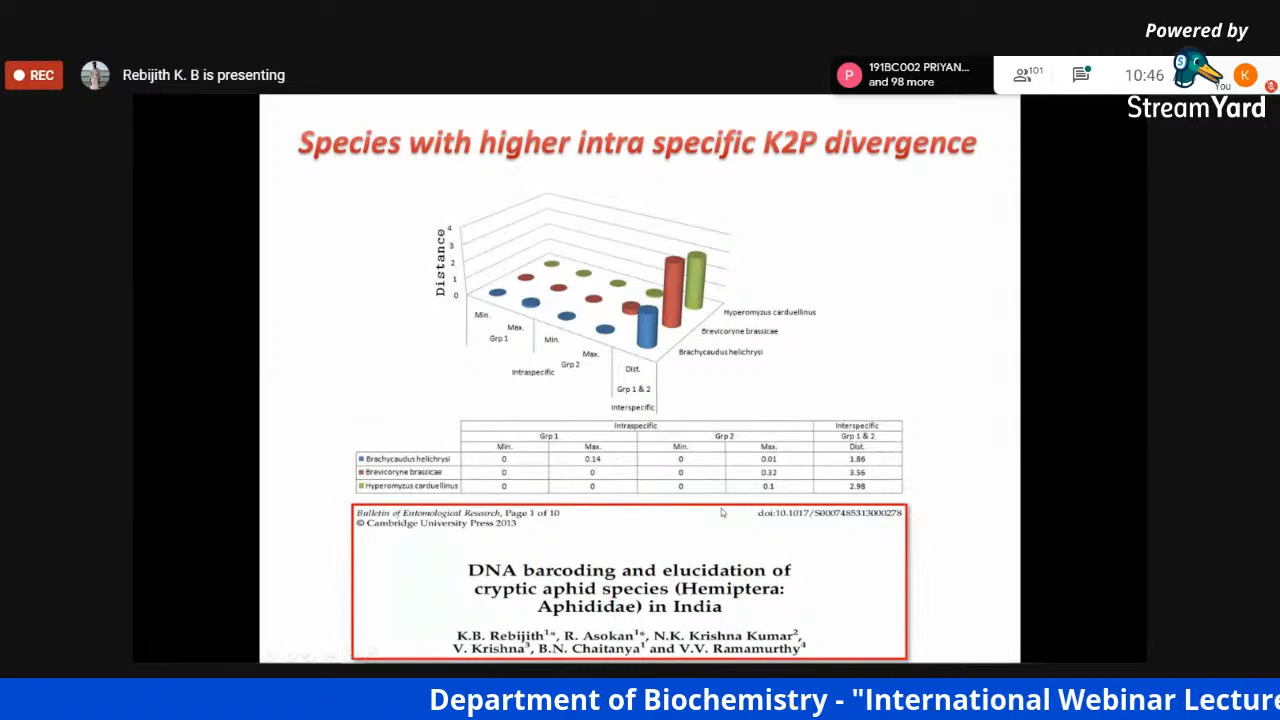 Powered by
REC
Rebijith K. B is presenting
P
191BC002 PRIYAN...
and 98 more
101
10:46
S
You
K
StreamYard
Species with higher intra specific K2P divergence
Distance
4
3
2
1
0
Min.
Max.
Grp 1
Min.
Max.
Grp 2
Intraspecific
Dist.
Grp 1 & 2
Interspecific
Hyperomyzus carduellinus
Brevicoryne brassicae
Brachycaudus helichrysi
Intraspecific Interspecific
Grp 1 Grp 2 Grp 1 & 2
Min. Max. Min. Max. Dist.
Brachycaudus helichrysi 0 0.14 0 0.01 1.86
Brevicoryne brassicae 0 0 0 0.32 3.56
Hyperomyzus carduellinus 0 0 0 0.1 2.98
Bulletin of Entomological Research, Page 1 of 10 doi:10.1017/S0007485313000278
© Cambridge University Press 2013
DNA barcoding and elucidation of
cryptic aphid species (Hemiptera:
Aphididae) in India
K.B. Rebijith1*, R. Asokan1*, N.K. Krishna Kumar2,
V. Krishna3, B.N. Chaitanya1 and V.V. Ramamurthy4
Department of Biochemistry - "International Webinar Lecture